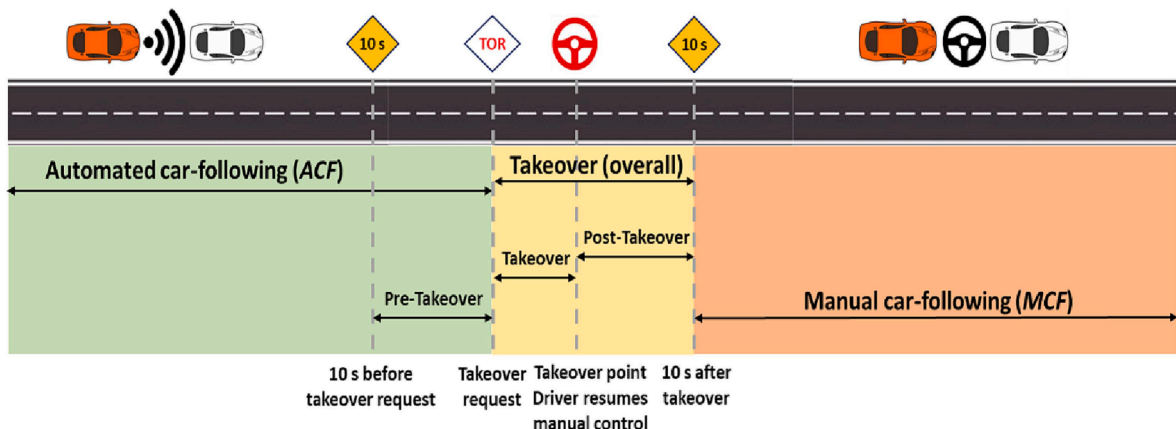 10 s
TOR
10 s
Automated car-following (ACF)
Takeover (overall)
Post-Takeover
Takeover
Pre-Takeover
Manual car-following (MCF)
10 s before
takeover request
Takeover
request
Takeover point
Driver resumes
manual control
10 s after
takeover